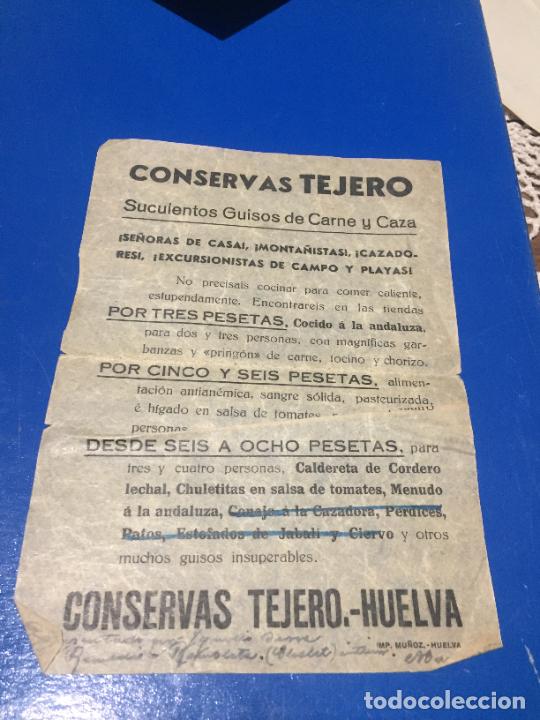 CONSERVAS TEJERO
Suculentos Guisos de Carne y Caza
¡SEÑORAS DE CASA!, ¡MONTAÑISTAS!, ¡CAZADO-
RES!, ¡EXCURSIONISTAS DE CAMPO Y PLAYAS!
No precisais cocinar para comer caliente,
estupendamente. Encontrareis en las tiendas
POR TRES PESETAS, Cocido á la andaluza,
para dos y tres personas, con magníficas gar-
banzas y «pringón» de carne, tocino y chorizo.
POR CINCO Y SEIS PESETAS, alimen-
tación antianémica, sangre sólida, pasteurizada,
é hígado en salsa de tomates
personas
DESDE SEIS A OCHO PESETAS, para
tres y cuatro personas, Caldereta de Cordero
lechal, Chuletitas en salsa de tomates, Menudo
á la andaluza, Conejo á la Cazadora, Perdices,
Patos, Estofados de Jabalí y Ciervo y otros
muchos guisos insuperables.
CONSERVAS TEJERO.-HUELVA
IMP. MUÑOZ.-HUELVA
todocoleccion
todocoleccion.net